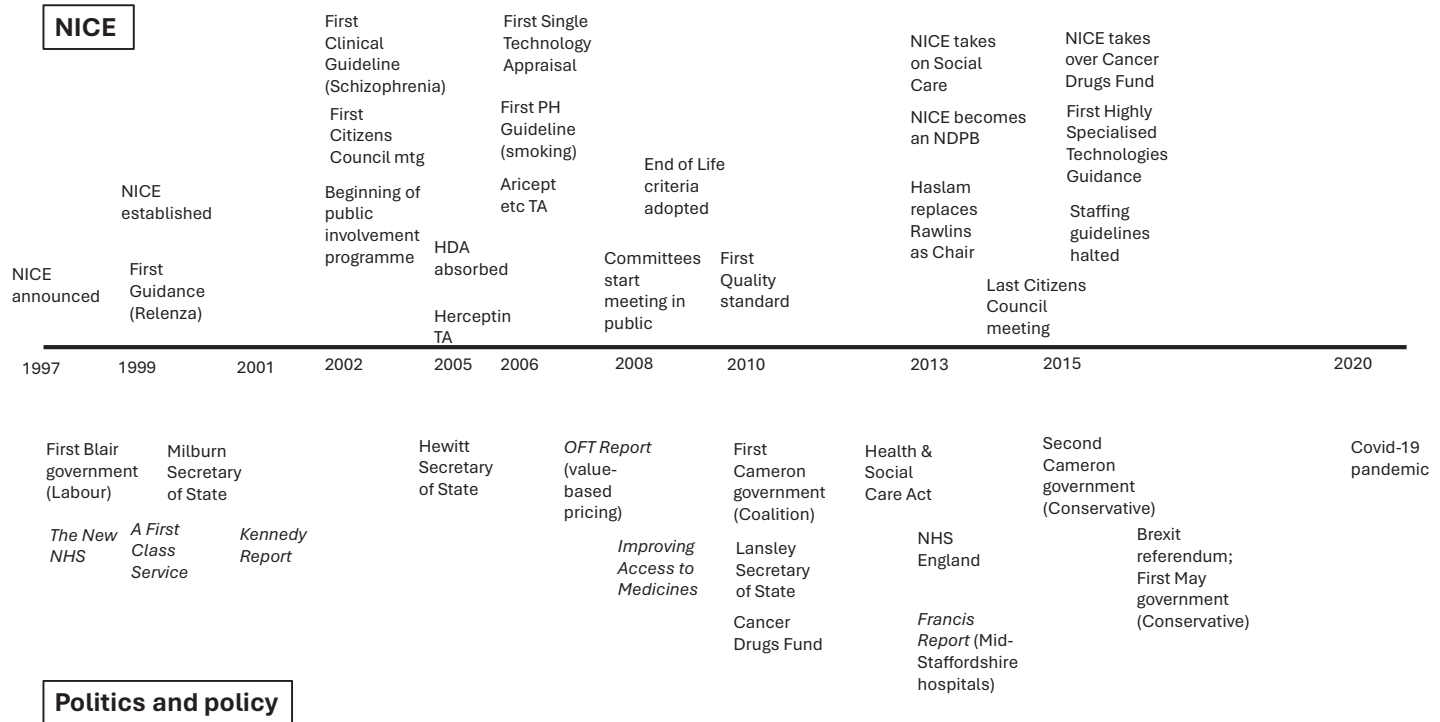 NICE
First
Clinical
Guideline
(Schizophrenia)
First
Citizens
Council mtg
Beginning of
public
involvement
programme
First Single
Technology
Appraisal
First PH
Guideline
(smoking)
Aricept
etc TA
NICE takes
on Social
Care
NICE becomes
an NDPB
Haslam
replaces
Rawlins
as Chair
NICE takes
over Cancer
Drugs Fund
First Highly
Specialised
Technologies
Guidance
Staffing
guidelines
halted
End of Life
criteria
adopted
NICE
established
HDA
absorbed
Committees
start
meeting in
public
First
Quality
standard
NICE
announced
First
Guidance
(Relenza)
Last Citizens
Council
meeting
Herceptin
TA
1997
1999
2001
2002
2005
2006
2008
2010
2013
2015
2020
First Blair
government
(Labour)
The New
NHS
Milburn
Secretary
of State
A First
Class
Service
Kennedy
Report
Hewitt
Secretary
of State
OFT Report
(value-
based
pricing)
Improving
Access to
Medicines
First
Cameron
government
(Coalition)
Lansley
Secretary
of State
Cancer
Drugs Fund
Health &
Social
Care Act
NHS
England
Francis
Report (Mid-
Staffordshire
hospitals)
Second
Cameron
government
(Conservative)
Brexit
referendum;
First May
government
(Conservative)
Covid-19
pandemic
Politics and policy